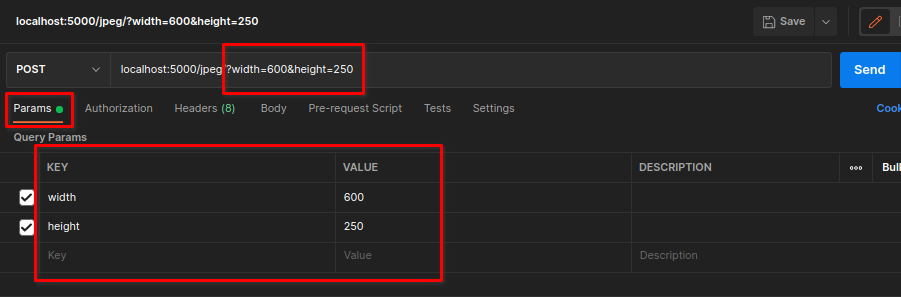 localhost:5000/jpeg/?width=600&height=250
Save
POST localhost:5000/jpeg/?width=600&height=250 Send
Params Authorization Headers (8) Body Pre-request Script Tests Settings Cook
Query Params
KEY VALUE DESCRIPTION ooo Bull
width 600
height 250
Key Value Description